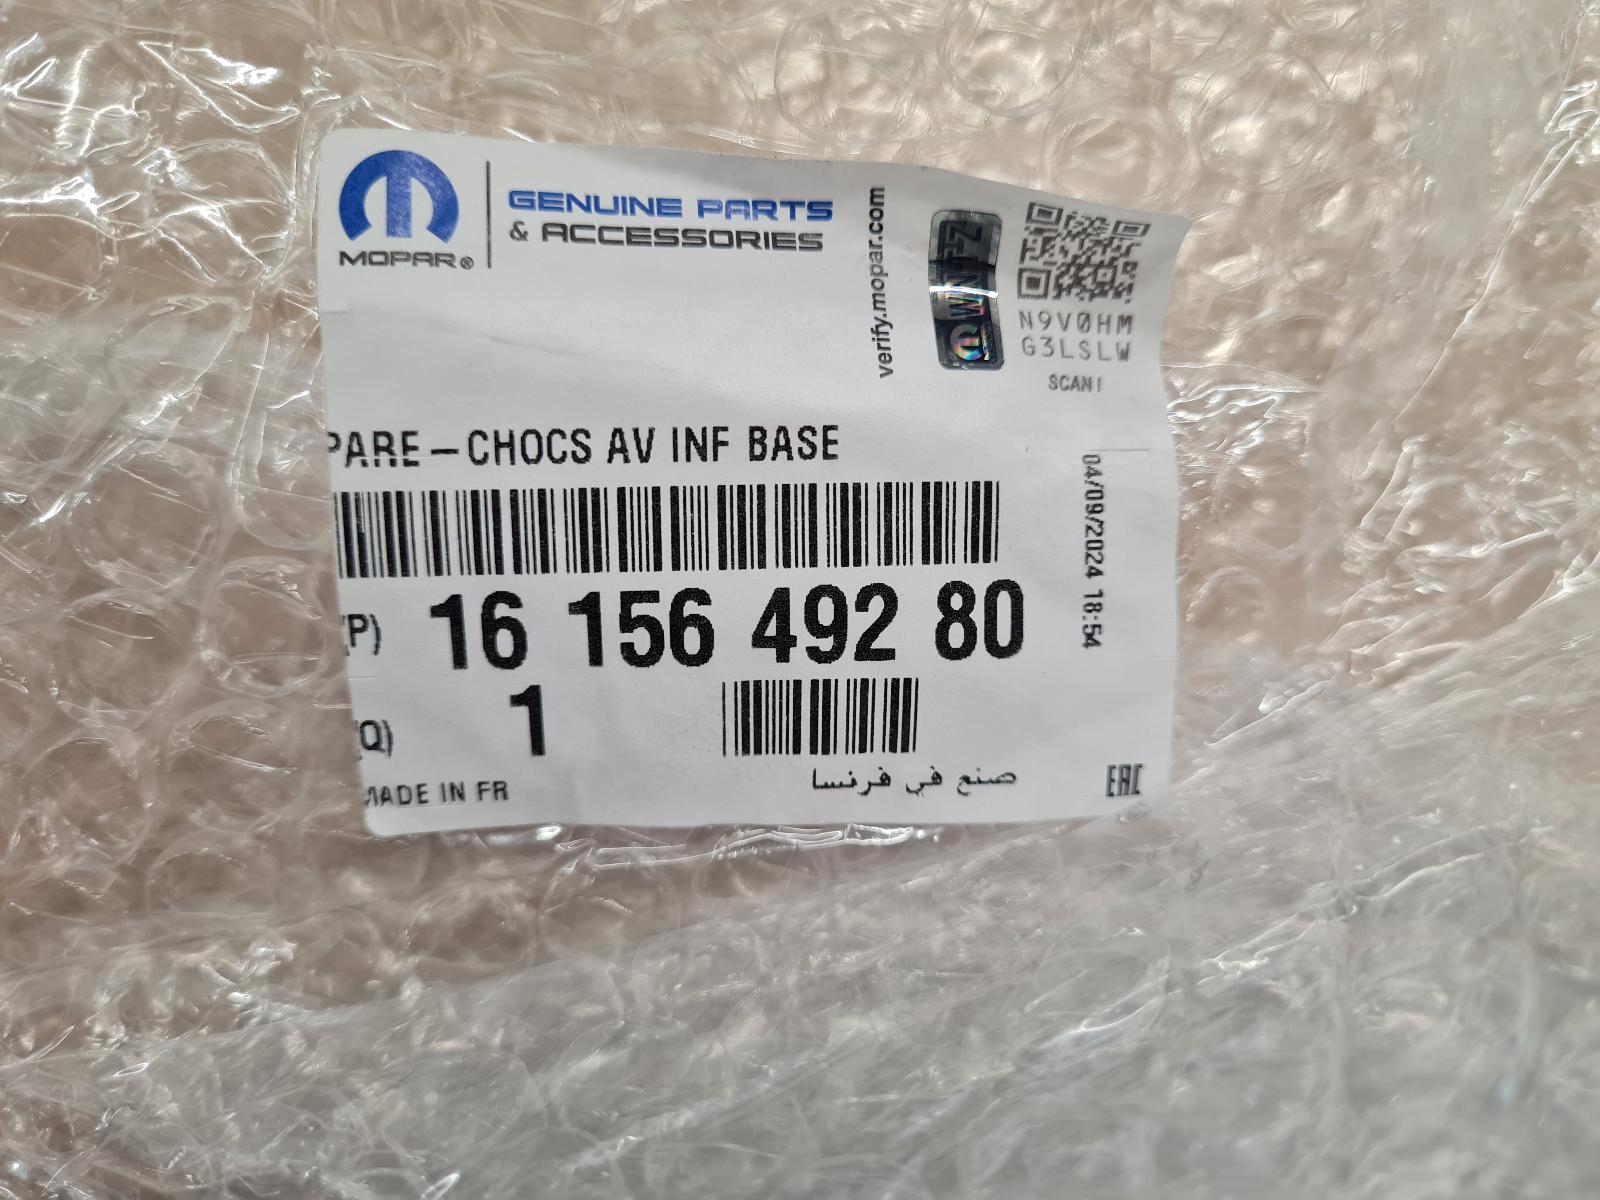 MOPAR®
GENUINE PARTS
& ACCESSORIES
verify.mopar.com
N9V0HM
G3LSLW
SCAN!
PARE-CHOCS AV INF BASE
04/09/2024 18:54
(P) 16 156 492 80
(Q) 1
MADE IN FR
صنع في فرنسا
EAC